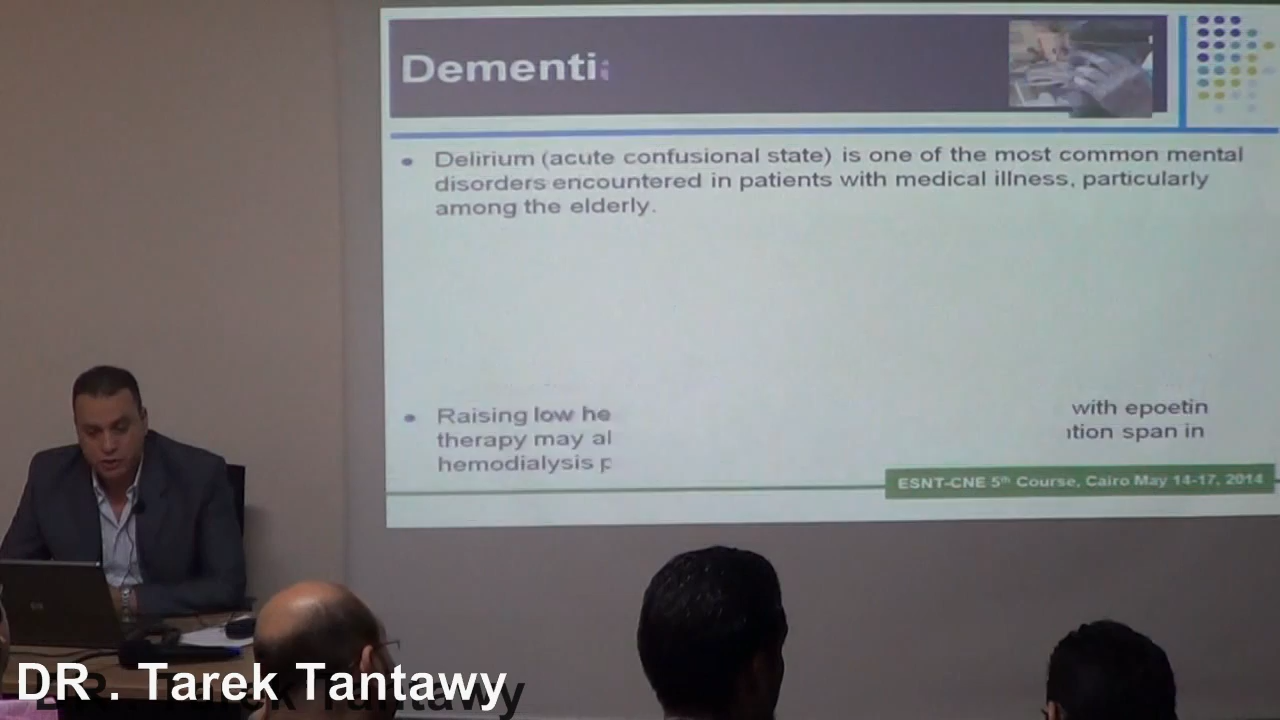 Dementi
Delirium (acute confusional state) is one of the most common mental
disorders encountered in patients with medical illness, particularly
among the elderly.
Raising low he with epoetin
therapy may al ntion span in
hemodialysis p
ESNT-CNE 5th Course, Cairo May 14-17, 2014
DR . Tarek Tantawy